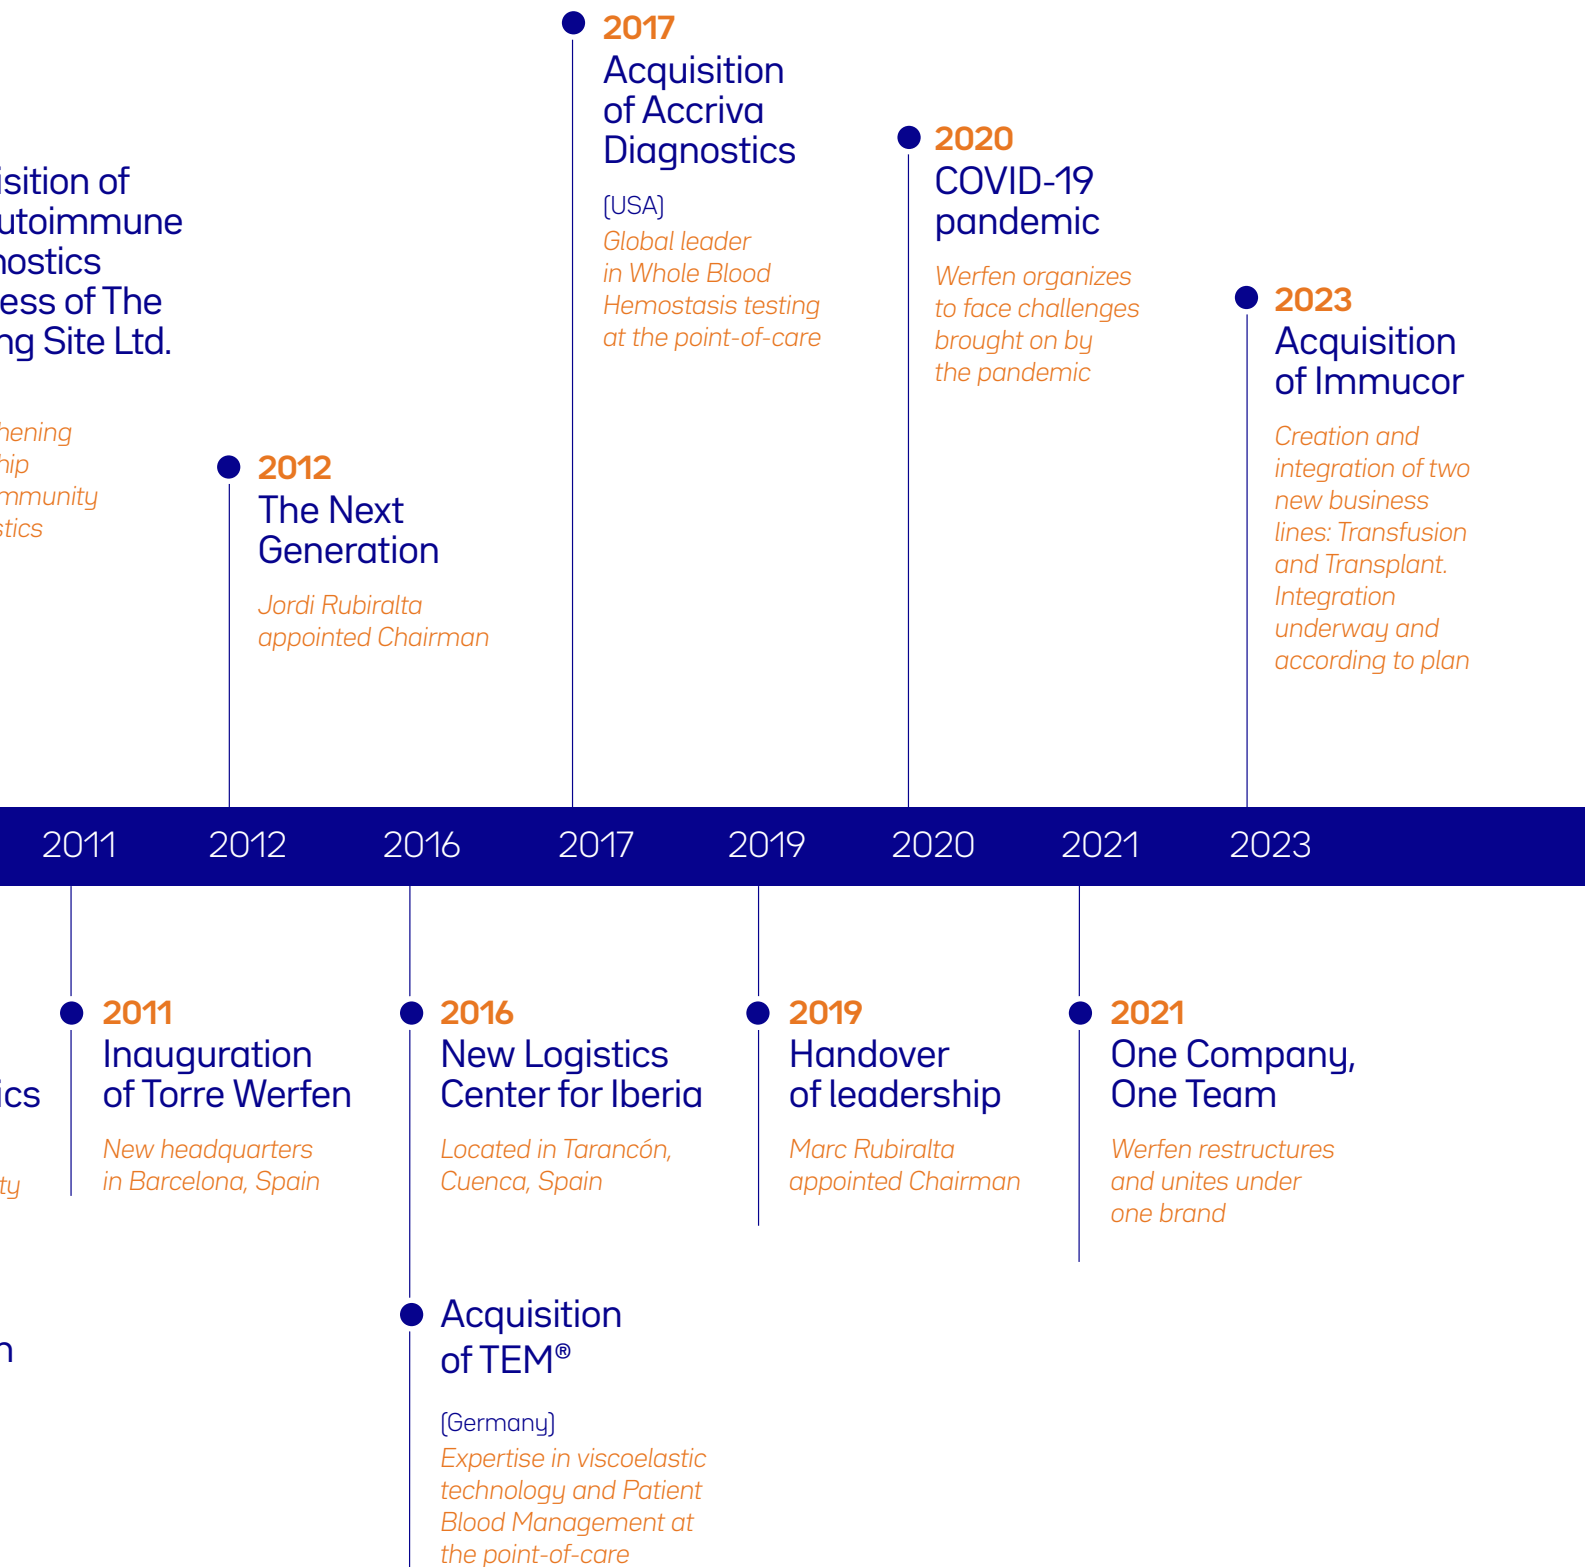 2017
Acquisition
of Accriva
Diagnostics
(USA)
Global leader
in Whole Blood
Hemostasis testing
at the point-of-care
2020
COVID-19
pandemic
Werfen organizes
to face challenges
brought on by
the pandemic
of
of The
Site Ltd.
2012
The Next
Generation
Jordi Rubiralta
appointed Chairman
2023
Acquisition
of Immucor
Creation and
integration of two
new business
lines: Transfusion
and Transplant.
Integration
underway and
according to plan
2011 2012 2016 2017 2019 2020 2021 2023
2011
Inauguration
of Torre Werfen
New headquarters
in Barcelona, Spain
2016
New Logistics
Center for Iberia
Located in Tarancón,
Cuenca, Spain
Acquisition
of TEM®
(Germany)
Expertise in viscoelastic
technology and Patient
Blood Management at
the point-of-care
2019
Handover
of leadership
Marc Rubiralta
appointed Chairman
2021
One Company,
One Team
Werfen restructures
and unites under
one brand